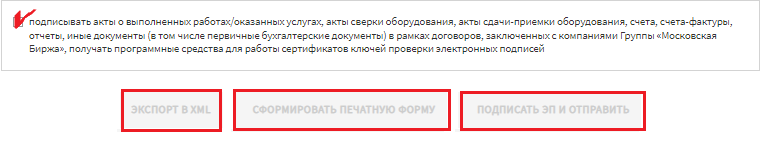 подписывать акты о выполненных работах/оказанных услугах, акты сверки оборудования, акты сдачи-приемки оборудования, счета, счета-фактуры,
отчеты, иные документы (в том числе первичные бухгалтерские документы) в рамках договоров, заключенных с компаниями Группы «Московская
Биржа», получать программные средства для работы сертификатов ключей проверки электронных подписей
ЭКСПОРТ В XML СФОРМИРОВАТЬ ПЕЧАТНУЮ ФОРМУ ПОДПИСАТЬ ЭП И ОТПРАВИТЬ